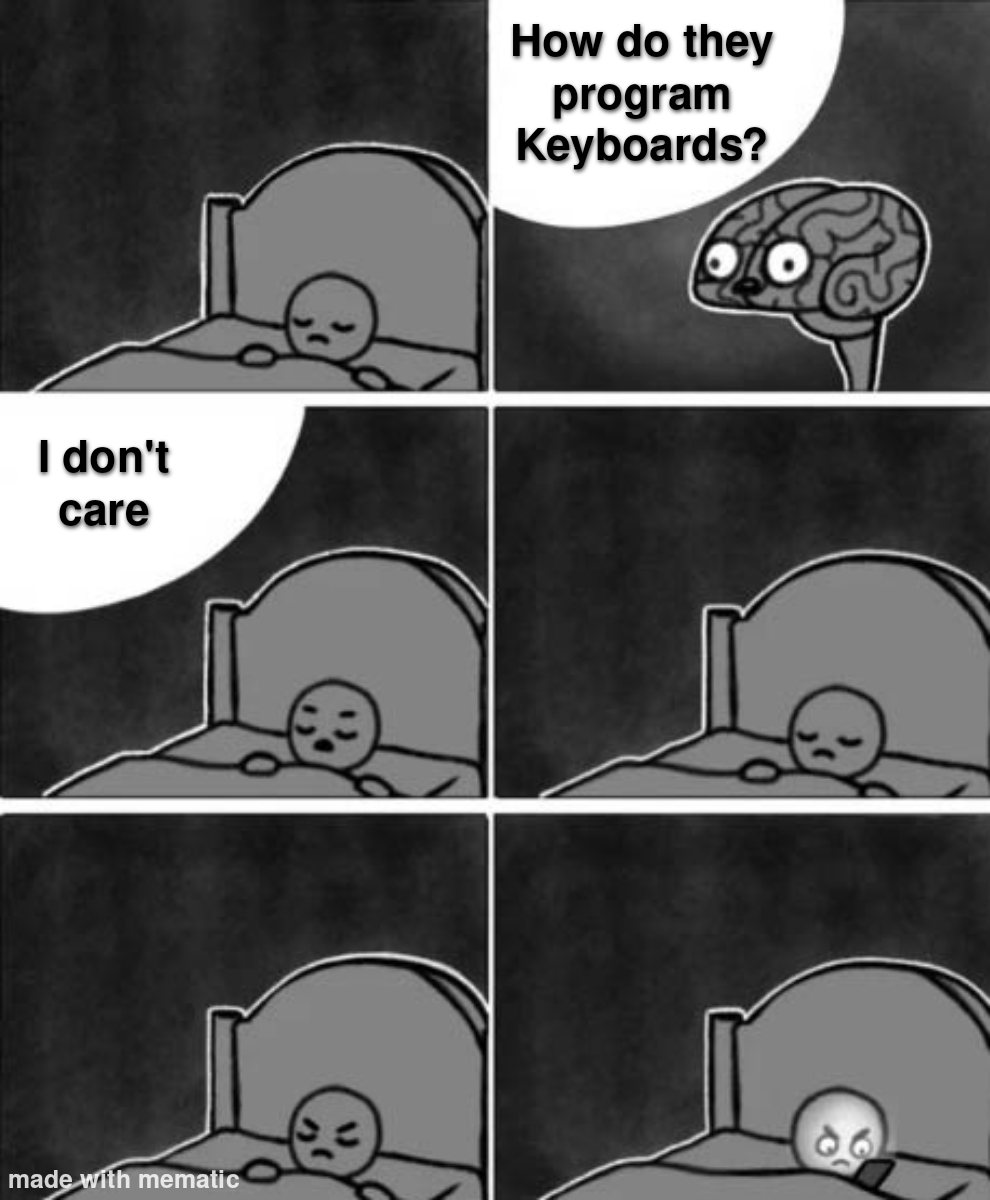 How do they
program
Keyboards?
I don't
care
made with mematic